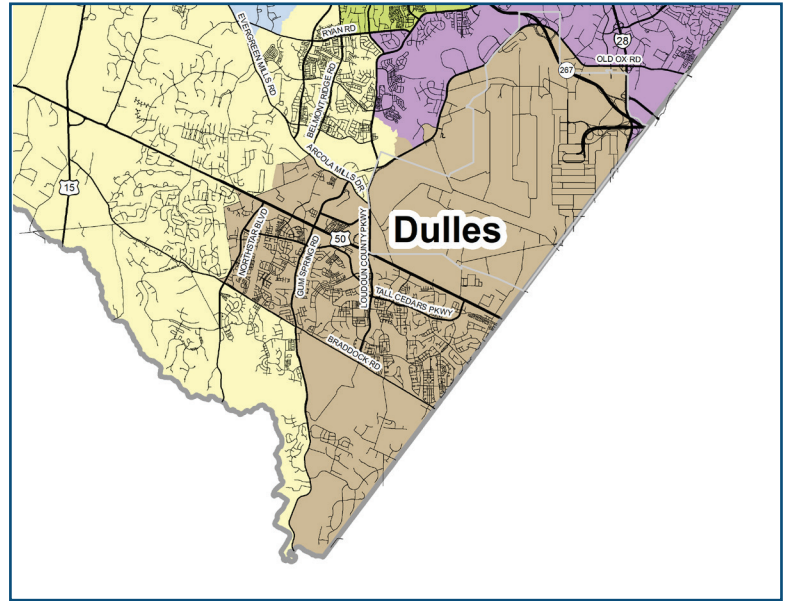 RYAN RD
EVERGREEN MILLS RD
BELMONT RIDGE RD
28
OLD OX RD
267
ARCOLA MILLS DR
15
Dulles
NORTHSTAR BLVD
GUM SPRING RD
50
LOUDOUN COUNTY PKWY
TALL CEDARS PKWY
BRADDOCK RD